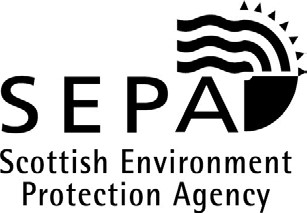 SEPA
Scottish Environment
Protection Agency